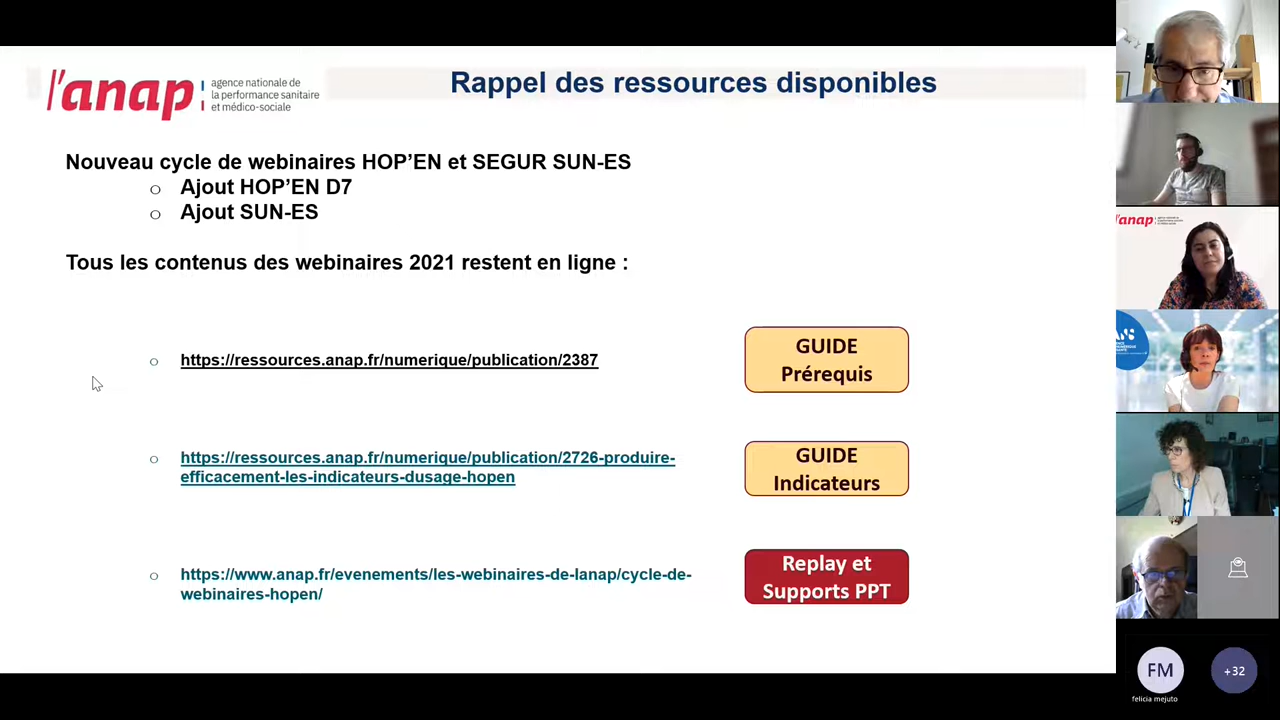 l'anap
agence nationale de
la performance sanitaire
et médico-sociale
Rappel des ressources disponibles
Nouveau cycle de webinaires HOP'EN et SEGUR SUN-ES
o Ajout HOP'EN D7
o Ajout SUN-ES
Tous les contenus des webinaires 2021 restent en ligne :
o https://ressources.anap.fr/numerique/publication/2387
GUIDE
Prérequis
o https://ressources.anap.fr/numerique/publication/2726-produire-
efficacement-les-indicateurs-dusage-hopen
GUIDE
Indicateurs
o https://www.anap.fr/evenements/les-webinaires-de-lanap/cycle-de-
webinaires-hopen/
Replay et
Supports PPT
l'anap
FM
felicia mejuto
+32